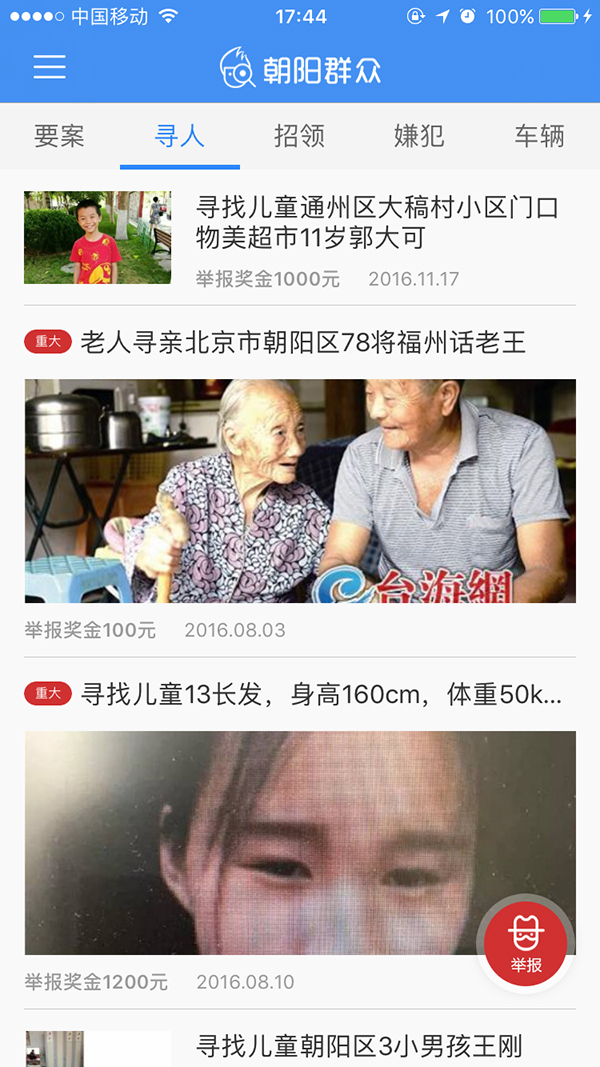 中国移动 17:44 100%
朝阳群众
要案 寻人 招领 嫌犯 车辆
寻找儿童通州区大稿村小区门口
物美超市11岁郭大可
举报奖金1000元 2016.11.17
重大 老人寻亲北京市朝阳区78将福州话老王
台海網
举报奖金100元 2016.08.03
重大 寻找儿童13长发，身高160cm，体重50k...
举报
举报奖金1200元 2016.08.10
寻找儿童朝阳区3小男孩王刚